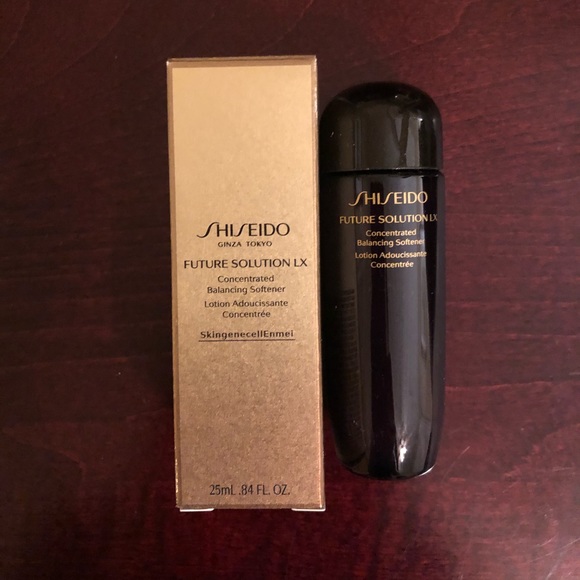 SHISEIDO
GINZA TOKYO
FUTURE SOLUTION LX
Concentrated
Balancing Softener
Lotion Adoucissante
Concentrée
SkingenecellEnmei
25mL .84 FL. OZ.
SHISEIDO
FUTURE SOLUTION LX
Concentrated
Balancing Softener
Lotion Adoucissante
Concentrée